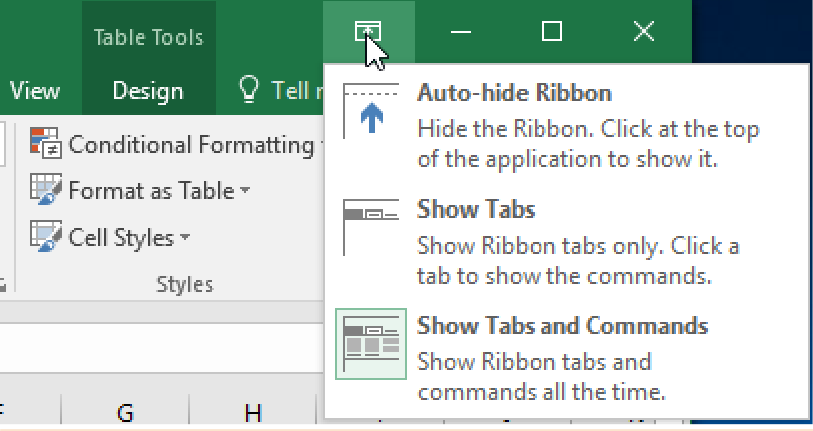 Table Tools
View
Design
Tell
Auto-hide Ribbon
Hide the Ribbon. Click at the top
of the application to show it.
Conditional Formatting
Format as Table
Cell Styles
Styles
Show Tabs
Show Ribbon tabs only. Click a
tab to show the commands.
Show Tabs and Commands
Show Ribbon tabs and
commands all the time.
G
H